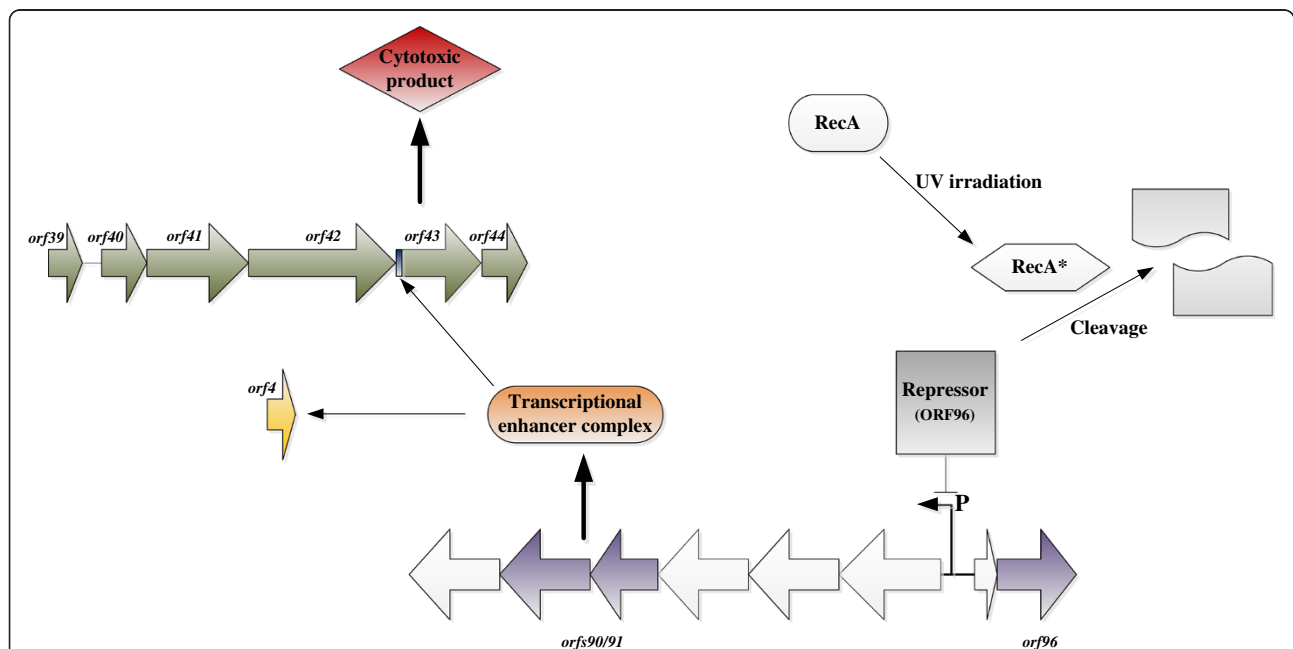 Cytotoxic
product
RecA
UV irradiation
orf39
orf40
orf41
orf42
orf43
orf44
RecA*
Cleavage
Repressor
(ORF96)
orf4
Transcriptional
enhancer complex
P
orfs90/91
orf96